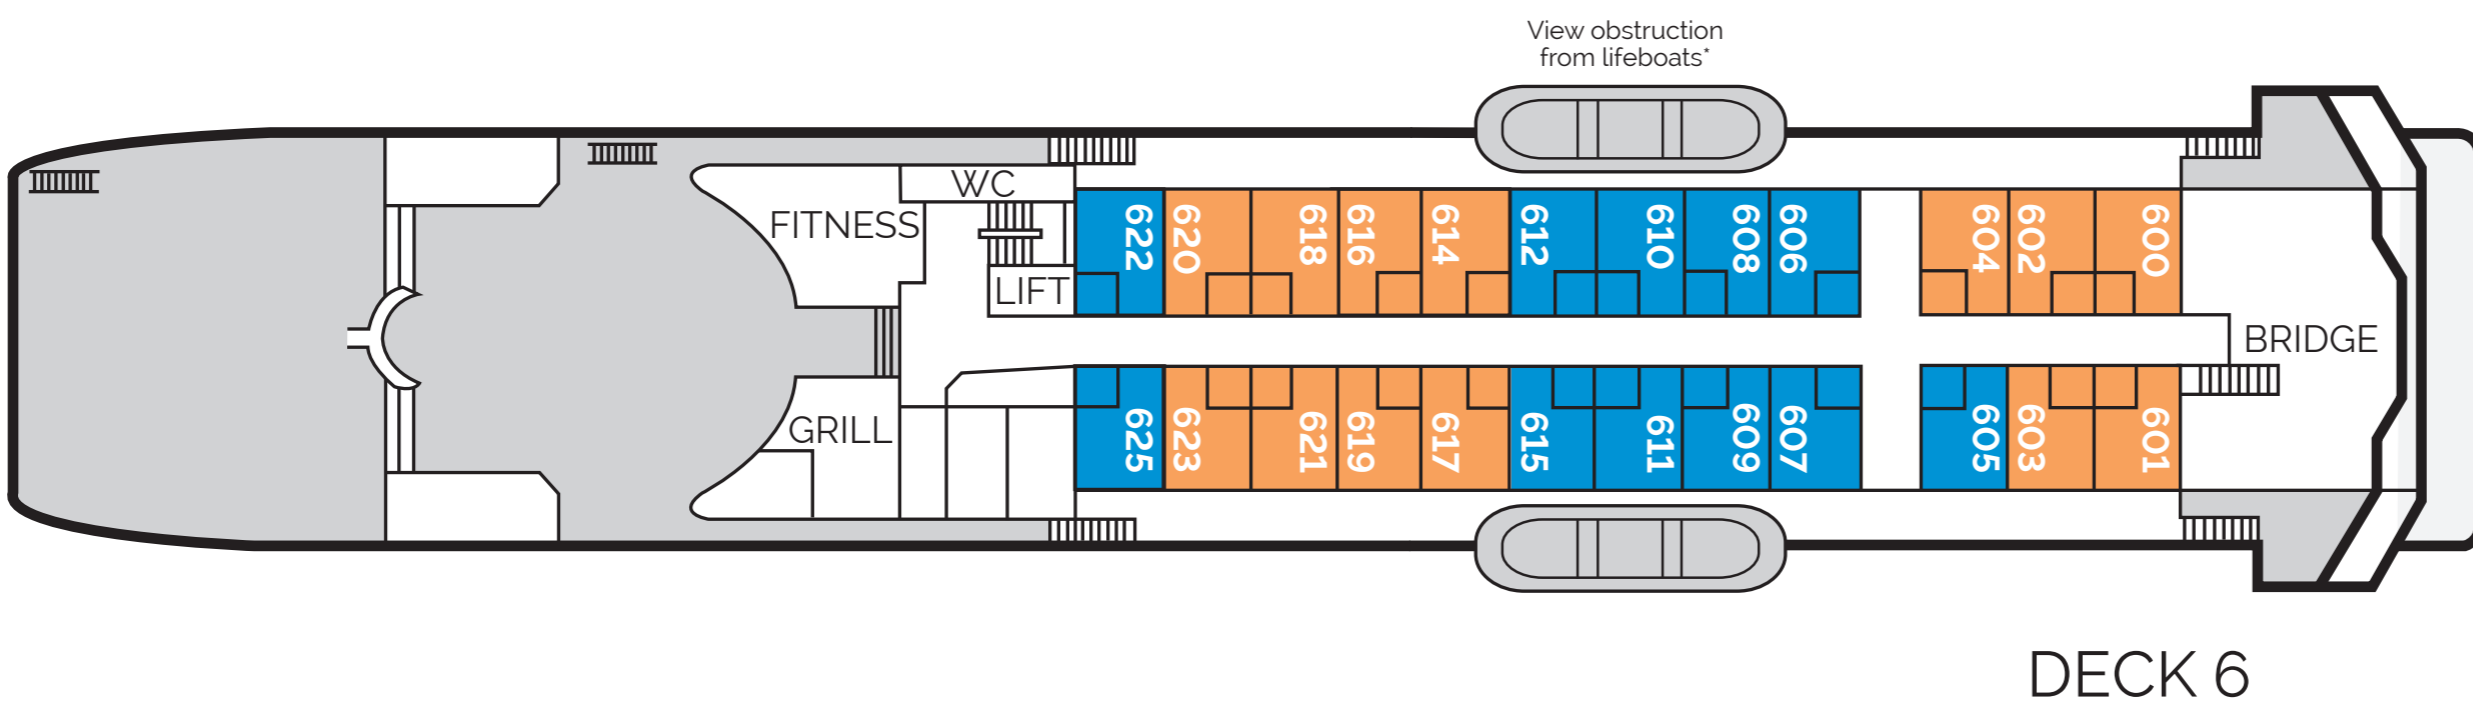 View obstruction
from lifeboats*
WC
FITNESS
LIFT
622 620 618 616 614 612 610 608 606 604 602 600
BRIDGE
GRILL
625 623 621 619 617 615 611 609 607 605 603 601
DECK 6